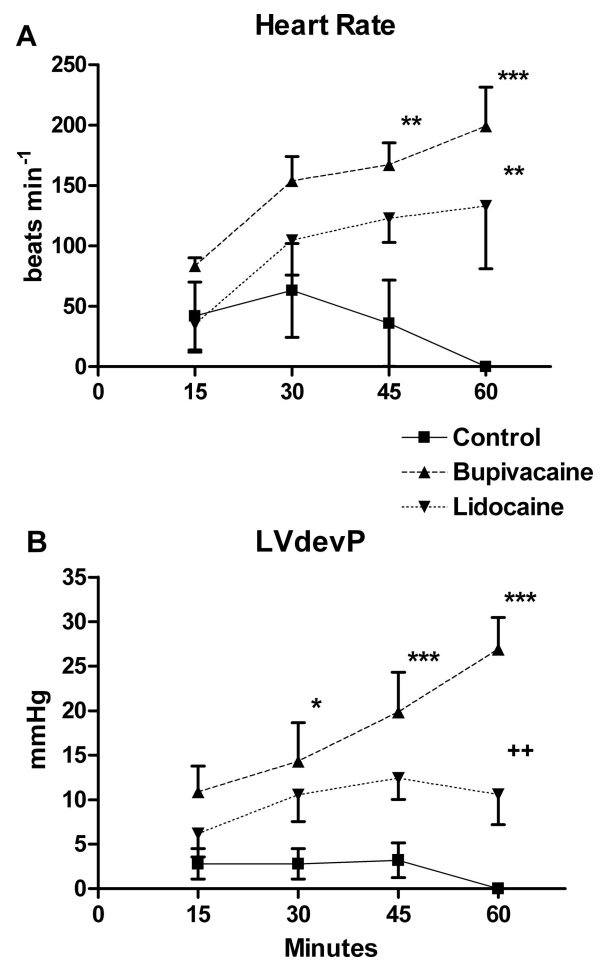 A
Heart Rate
250
200
150
100
50
0
beats min-1
***
**
**
0 15 30 45 60
Control
Bupivacaine
Lidocaine
B
LVdevP
35
30
25
20
15
10
5
0
mmHg
***
***
*
++
0 15 30 45 60
Minutes